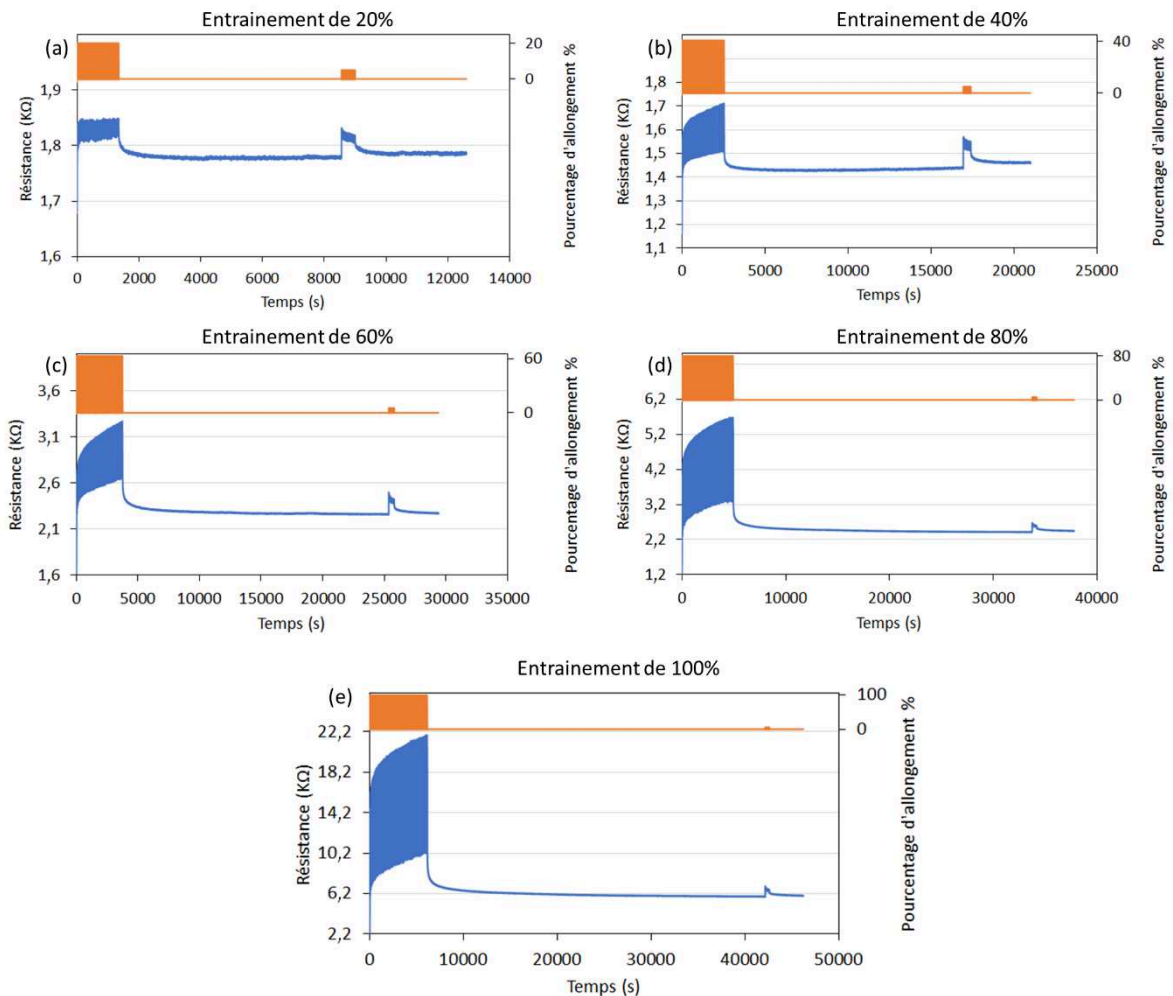 Entrainement de 20%
(a)
Résistance (KΩ)
1,9
1,8
1,7
1,6
20
0
Pourcentage d'allongement %
0 2000 4000 6000 8000 10000 12000 14000
Temps (s)
Entrainement de 40%
(b)
Résistance (KΩ)
1,8
1,7
1,6
1,5
1,4
1,3
1,2
1,1
40
0
Pourcentage d'allongement %
0 5000 10000 15000 20000 25000
Temps (s)
Entrainement de 60%
(c)
Résistance (KΩ)
3,6
3,1
2,6
2,1
1,6
60
0
Pourcentage d'allongement %
0 5000 10000 15000 20000 25000 30000 35000
Temps (s)
Entrainement de 80%
(d)
Résistance (KΩ)
6,2
5,2
4,2
3,2
2,2
1,2
80
0
Pourcentage d'allongement %
0 10000 20000 30000 40000
Temps (s)
Entrainement de 100%
(e)
Résistance (KΩ)
22,2
18,2
14,2
10,2
6,2
2,2
100
0
Pourcentage d'allongement %
0 10000 20000 30000 40000 50000
Temps (s)